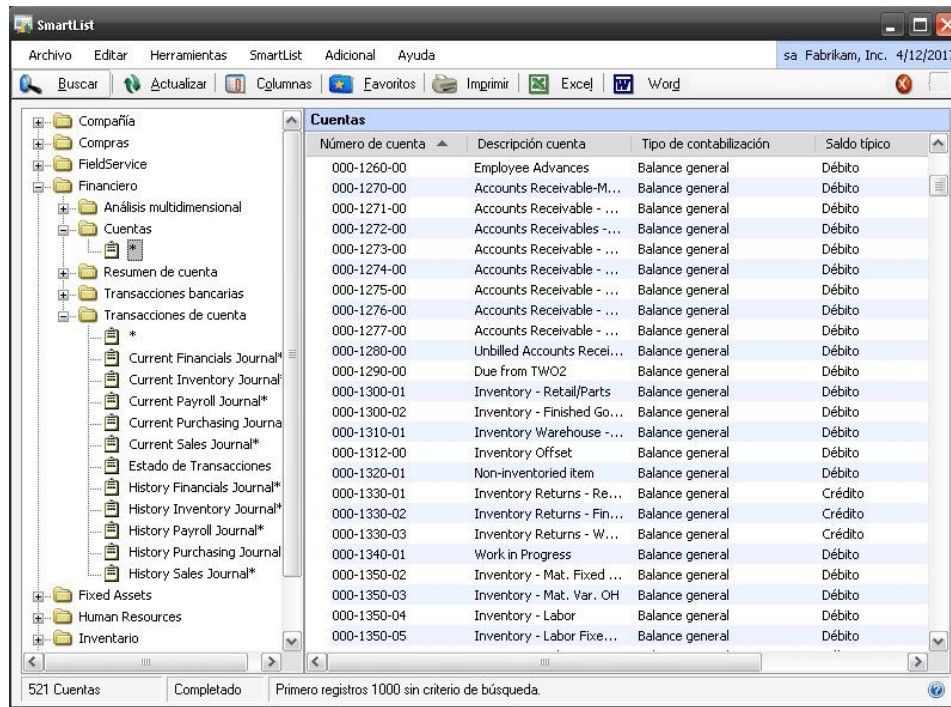 SmartList
Archivo Editar Herramientas SmartList Adicional Ayuda
sa Fabrikam, Inc. 4/12/2017
Buscar Actualizar Columnas Favoritos Imprimir Excel Word
Compañía
Compras
FieldService
Financiero
Análisis multidimensional
Cuentas
*
Resumen de cuenta
Transacciones bancarias
Transacciones de cuenta
*
Current Financials Journal*
Current Inventory Journal*
Current Payroll Journal*
Current Purchasing Journa
Current Sales Journal*
Estado de Transacciones
History Financials Journal*
History Inventory Journal*
History Payroll Journal*
History Purchasing Journal
History Sales Journal*
Fixed Assets
Human Resources
Inventario
Cuentas
Número de cuenta Descripción cuenta Tipo de contabilización Saldo típico
000-1260-00 Employee Advances Balance general Débito
000-1270-00 Accounts Receivable-M... Balance general Débito
000-1271-00 Accounts Receivable - ... Balance general Débito
000-1272-00 Accounts Receivables -... Balance general Débito
000-1273-00 Accounts Receivable - ... Balance general Débito
000-1274-00 Accounts Receivable - ... Balance general Débito
000-1275-00 Accounts Receivable - ... Balance general Débito
000-1276-00 Accounts Receivable - ... Balance general Débito
000-1277-00 Accounts Receivable - ... Balance general Débito
000-1280-00 Unbilled Accounts Recei... Balance general Débito
000-1290-00 Due from TWO2 Balance general Débito
000-1300-01 Inventory - Retail/Parts Balance general Débito
000-1300-02 Inventory - Finished Go... Balance general Débito
000-1310-01 Inventory Warehouse -... Balance general Débito
000-1312-00 Inventory Offset Balance general Débito
000-1320-01 Non-inventoried item Balance general Débito
000-1330-01 Inventory Returns - Re... Balance general Crédito
000-1330-02 Inventory Returns - Fin... Balance general Crédito
000-1330-03 Inventory Returns - W... Balance general Crédito
000-1340-01 Work in Progress Balance general Débito
000-1350-02 Inventory - Mat. Fixed ... Balance general Débito
000-1350-03 Inventory - Mat. Var. OH Balance general Débito
000-1350-04 Inventory - Labor Balance general Débito
000-1350-05 Inventory - Labor Fixe... Balance general Débito
521 Cuentas Completado Primero registros 1000 sin criterio de búsqueda.